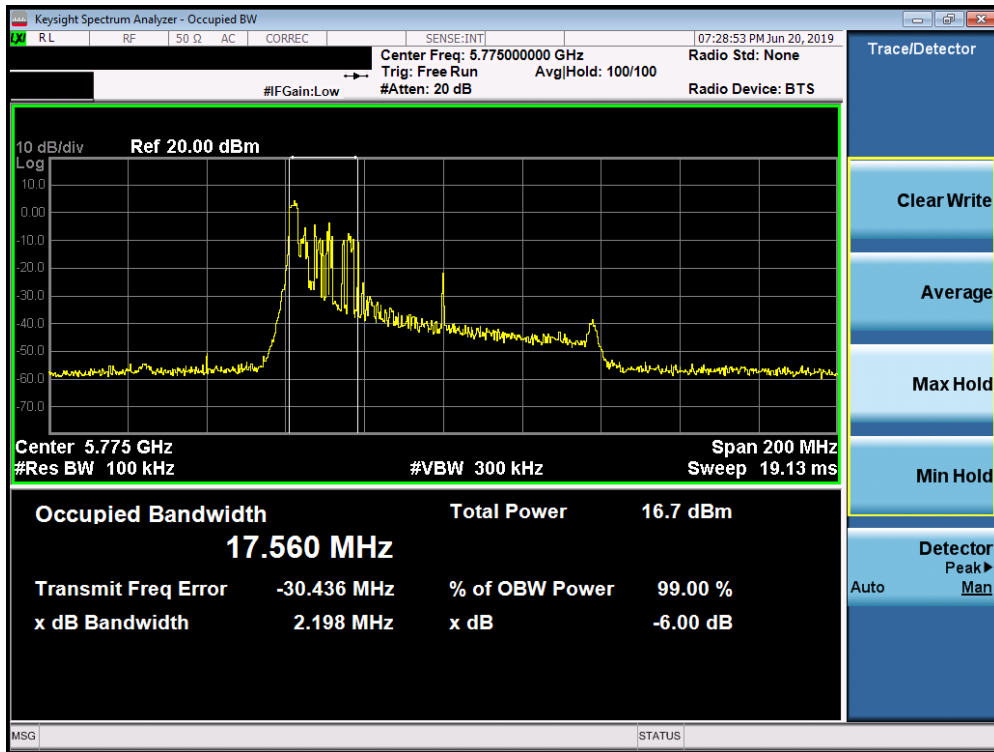 Keysight Spectrum Analyzer - Occupied BW
LXI RL RF 50 Ω AC CORREC SENSE:INT 07:28:53 PM Jun 20, 2019
Center Freq: 5.775000000 GHz Radio Std: None
Trig: Free Run Avg|Hold: 100/100
#IFGain:Low #Atten: 20 dB Radio Device: BTS
10 dB/div Ref 20.00 dBm
Log
10.0
0.00
-10.0
-20.0
-30.0
-40.0
-50.0
-60.0
-70.0
Center 5.775 GHz Span 200 MHz
#Res BW 100 kHz #VBW 300 kHz Sweep 19.13 ms
Occupied Bandwidth Total Power 16.7 dBm
17.560 MHz
Transmit Freq Error -30.436 MHz % of OBW Power 99.00 %
x dB Bandwidth 2.198 MHz x dB -6.00 dB
MSG STATUS
Trace/Detector
Clear Write
Average
Max Hold
Min Hold
Detector
Peak
Auto Man